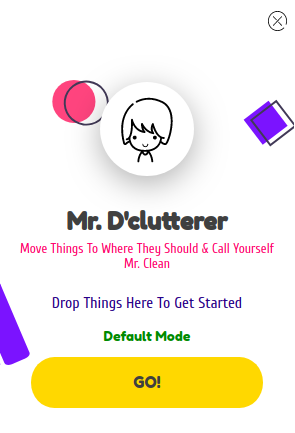 Mr. D'clutterer
Move Things To Where They Should & Call Yourself
Mr. Clean
Drop Things Here To Get Started
Default Mode
GO!